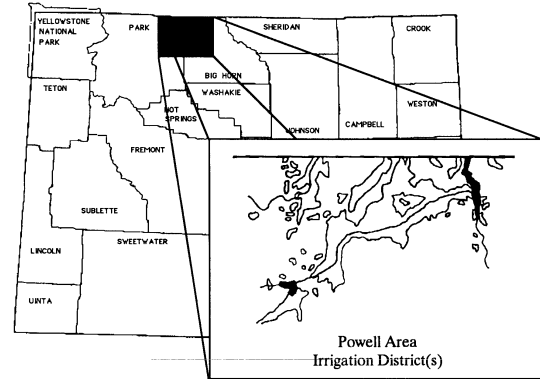 YELLOWSTONE
NATIONAL
PARK
PARK
SHERIDAN
CROOK
BIG HORN
TETON
WASHAKIE
HOT
SPRINGS
WESTON
JOHNSON
CAMPBELL
FREMONT
SUBLETTE
SWEETWATER
LINCOLN
UINTA
Powell Area
Irrigation District(s)